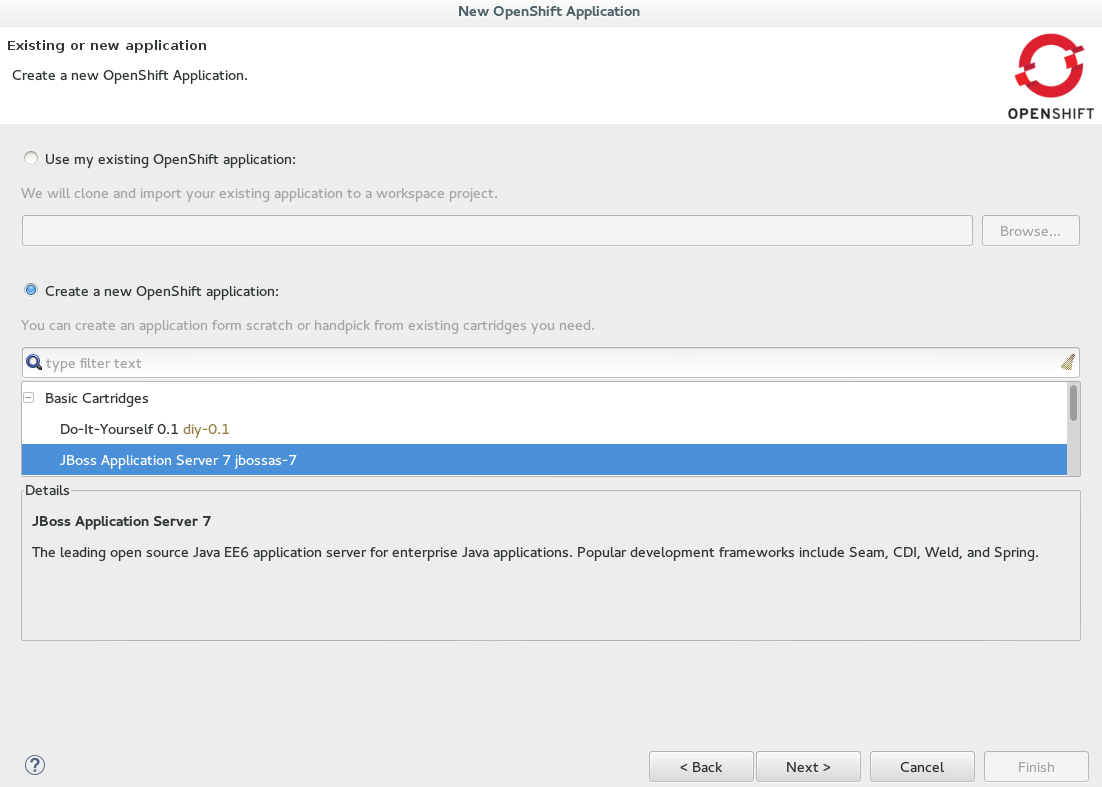 New OpenShift Application
Existing or new application
Create a new OpenShift Application.
OPENSHIFT
Use my existing OpenShift application:
We will clone and import your existing application to a workspace project.
Browse...
Create a new OpenShift application:
You can create an application form scratch or handpick from existing cartridges you need.
type filter text
Basic Cartridges
Do-It-Yourself 0.1 diy-0.1
JBoss Application Server 7 jbossas-7
Details
JBoss Application Server 7
The leading open source Java EE6 application server for enterprise Java applications. Popular development frameworks include Seam, CDI, Weld, and Spring.
?
< Back
Next >
Cancel
Finish